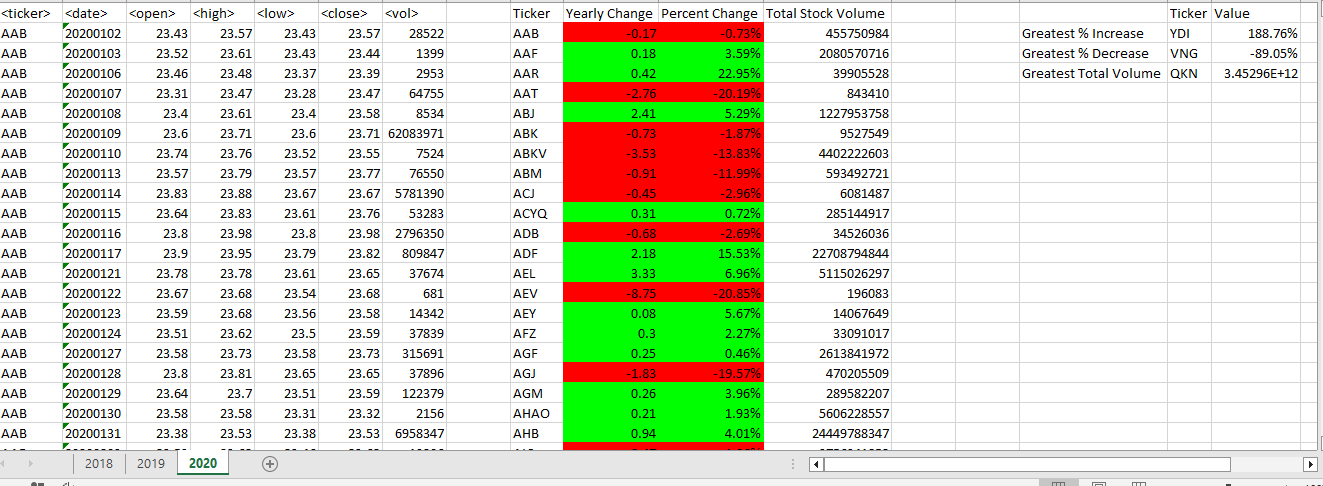 <ticker> <date> <open> <high> <low> <close> <vol> Ticker Yearly Change Percent Change Total Stock Volume Ticker Value
AAB 20200102 23.43 23.57 23.43 23.57 28522 AAB -0.17 -0.73% 455750984 Greatest % Increase YDI 188.76%
AAB 20200103 23.52 23.61 23.43 23.44 1399 AAF 0.18 3.59% 2080570716 Greatest % Decrease VNG -89.05%
AAB 20200106 23.46 23.48 23.37 23.39 2953 AAR 0.42 22.95% 39905528 Greatest Total Volume QKN 3.45296E+12
AAB 20200107 23.31 23.47 23.28 23.47 64755 AAT -2.76 -20.19% 843410
AAB 20200108 23.4 23.61 23.4 23.58 8534 ABJ 2.41 5.29% 1227953758
AAB 20200109 23.6 23.71 23.6 23.71 62083971 ABK -0.73 -1.87% 9527549
AAB 20200110 23.74 23.76 23.52 23.55 7524 ABKV -3.53 -13.83% 4402222603
AAB 20200113 23.57 23.79 23.57 23.77 76550 ABM -0.91 -11.99% 593492721
AAB 20200114 23.83 23.88 23.67 23.67 5781390 ACJ -0.45 -2.96% 6081487
AAB 20200115 23.64 23.83 23.61 23.76 53283 ACYQ 0.31 0.72% 285144917
AAB 20200116 23.8 23.98 23.8 23.98 2796350 ADB -0.68 -2.69% 34526036
AAB 20200117 23.9 23.95 23.79 23.82 809847 ADF 2.18 15.53% 22708794844
AAB 20200121 23.78 23.78 23.61 23.65 37674 AEL 3.33 6.96% 5115026297
AAB 20200122 23.67 23.68 23.54 23.68 681 AEV -8.75 -20.85% 196083
AAB 20200123 23.59 23.68 23.56 23.58 14342 AEY 0.08 5.67% 14067649
AAB 20200124 23.51 23.62 23.5 23.59 37839 AFZ 0.3 2.27% 33091017
AAB 20200127 23.58 23.73 23.58 23.73 315691 AGF 0.25 0.46% 2613841972
AAB 20200128 23.8 23.81 23.65 23.65 37896 AGJ -1.83 -19.57% 470205509
AAB 20200129 23.64 23.7 23.51 23.59 122379 AGM 0.26 3.96% 289582207
AAB 20200130 23.58 23.58 23.31 23.32 2156 AHAO 0.21 1.93% 5606228557
AAB 20200131 23.38 23.53 23.38 23.53 6958347 AHB 0.94 4.01% 24449788347
2018 2019 2020